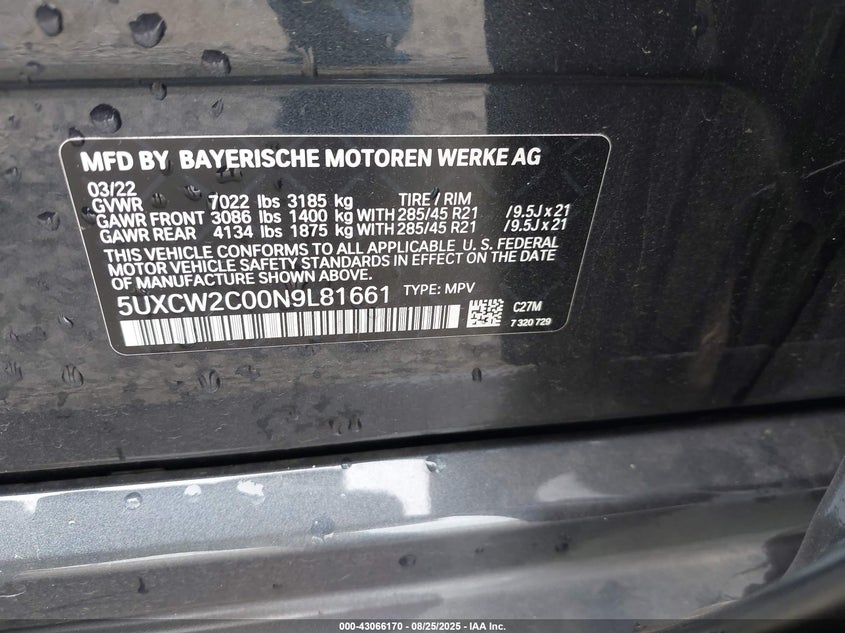 MFD BY BAYERISCHE MOTOREN WERKE AG
03/22
GVWR 7022 lbs 3185 kg TIRE / RIM
GAWR FRONT 3086 lbs 1400 kg WITH 285/45 R21 / 9.5J x 21
GAWR REAR 4134 lbs 1875 kg WITH 285/45 R21 / 9.5J x 21
THIS VEHICLE CONFORMS TO ALL APPLICABLE U. S. FEDERAL
MOTOR VEHICLE SAFETY STANDARDS IN EFFECT ON THE DATE
OF MANUFACTURE SHOWN ABOVE.
5UXCW2C00N9L81661 TYPE: MPV
C27M
7 320 729
000-43066170 - 08/25/2025 - IAA Inc.